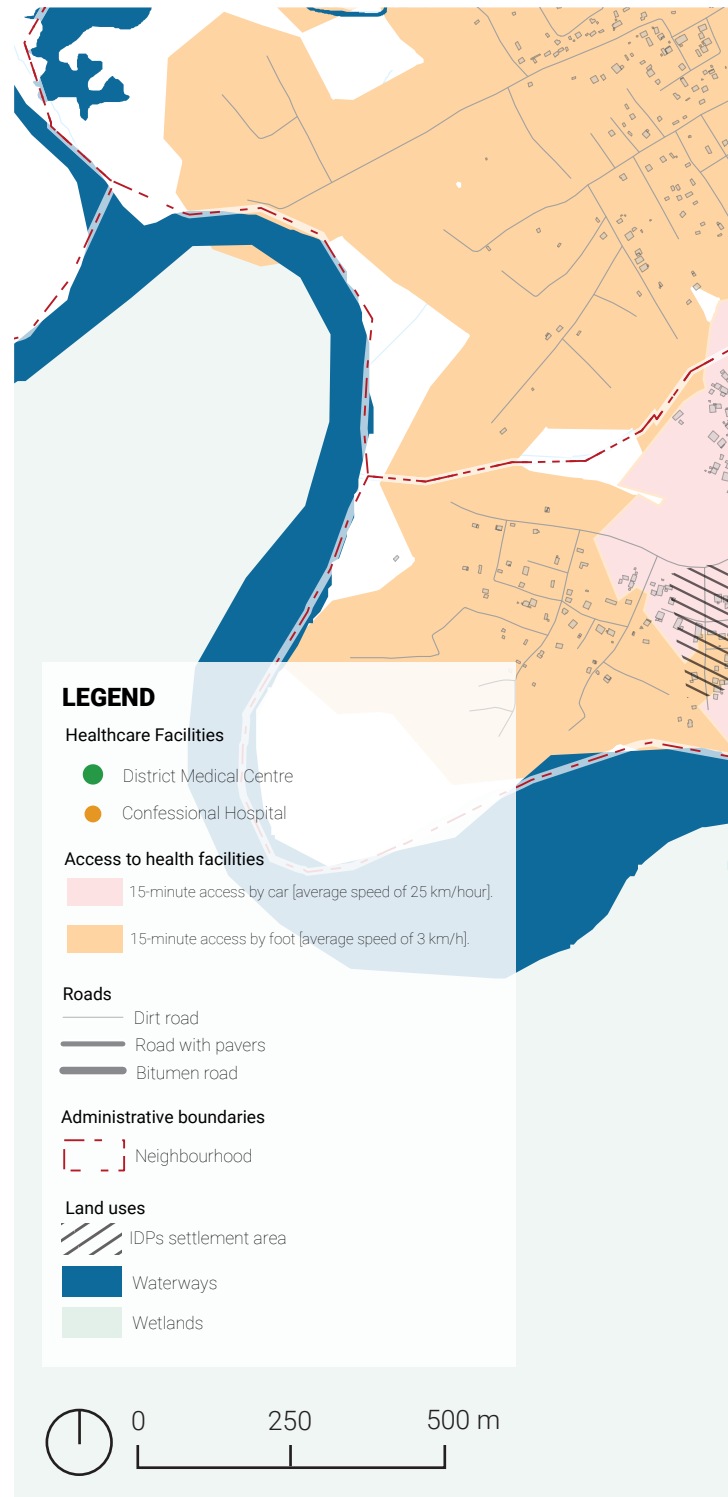 LEGEND
Healthcare Facilities
District Medical Centre
Confessional Hospital
Access to health facilities
15-minute access by car [average speed of 25 km/hour].
15-minute access by foot [average speed of 3 km/h].
Roads
Dirt road
Road with pavers
Bitumen road
Administrative boundaries
Neighbourhood
Land uses
IDPs settlement area
Waterways
Wetlands
0 250 500 m